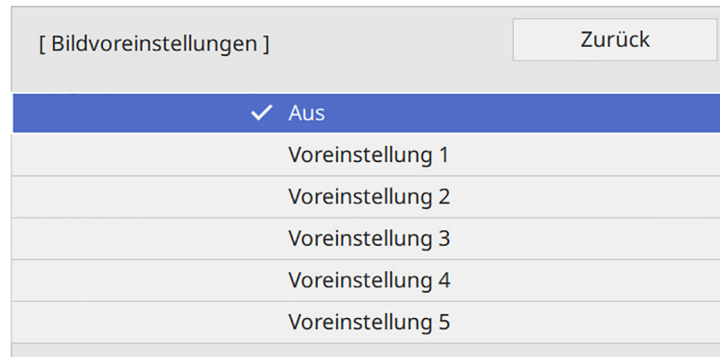 [ Bildvoreinstellungen ]
Zurück
Aus
Voreinstellung 1
Voreinstellung 2
Voreinstellung 3
Voreinstellung 4
Voreinstellung 5